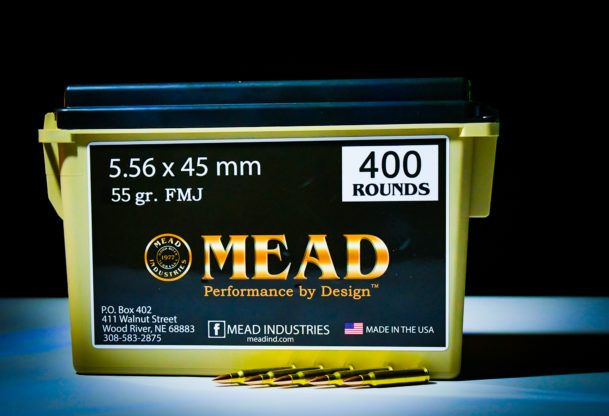 5.56 x 45 mm
55 gr. FMJ
400
ROUNDS
MEAD
1977
INDUSTRIES
MEAD
Performance by Design™
P.O. Box 402
411 Walnut Street
Wood River, NE 68883
308-583-2875
f MEAD INDUSTRIES
meadind.com
MADE IN THE USA